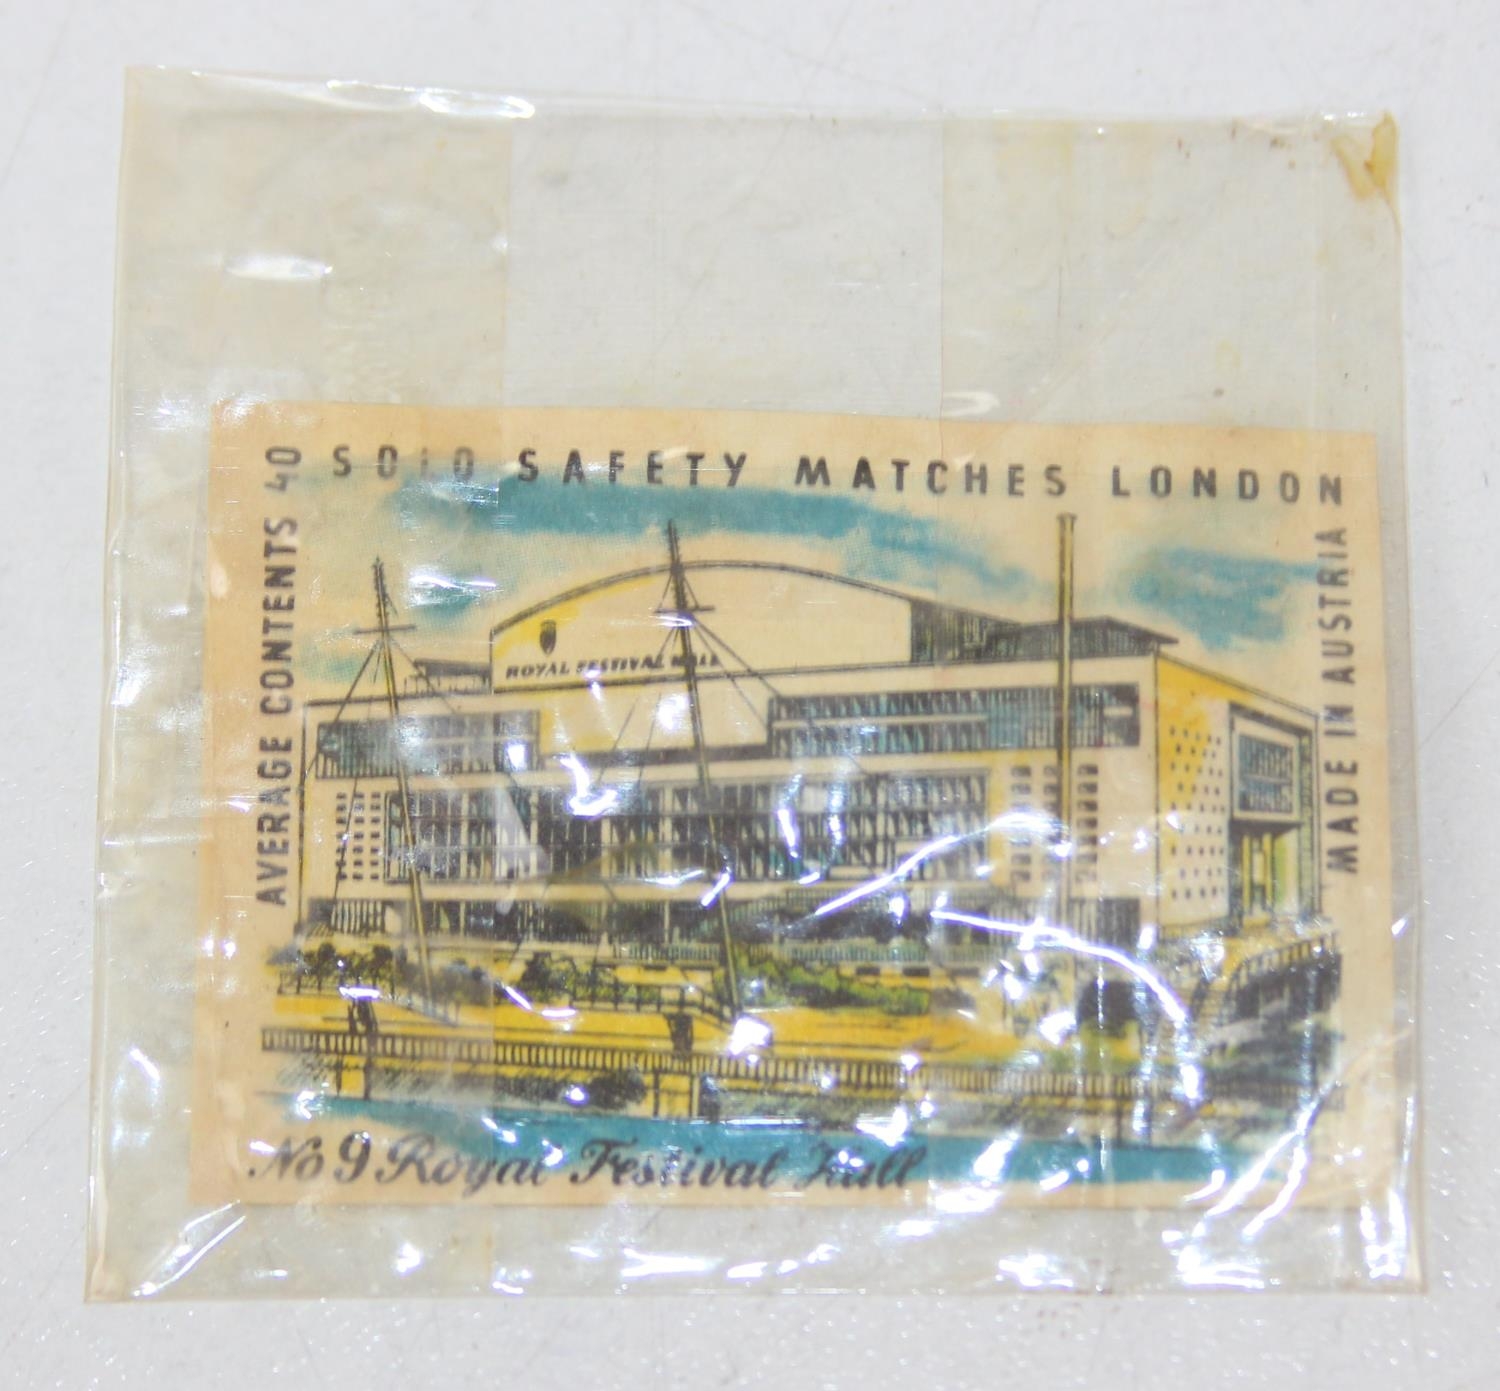 SOLO SAFETY MATCHES LONDON
AVERAGE CONTENTS 40
MADE IN AUSTRIA
ROYAL FESTIVAL HALL
No 9 Royal Festival Hall